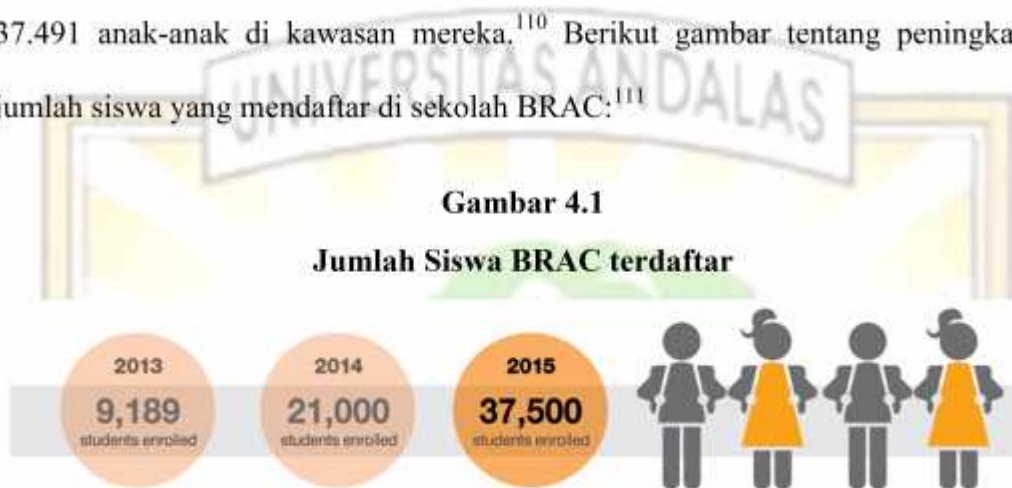 37.491 anak-anak di kawasan mereka.110 Berikut gambar tentang peningka
jumlah siswa yang mendaftar di sekolah BRAC:111
UNIVERSITAS ANDALAS
Gambar 4.1
Jumlah Siswa BRAC terdaftar
2013
9,189
students enrolled
2014
21,000
students enrolled
2015
37,500
students enrolled